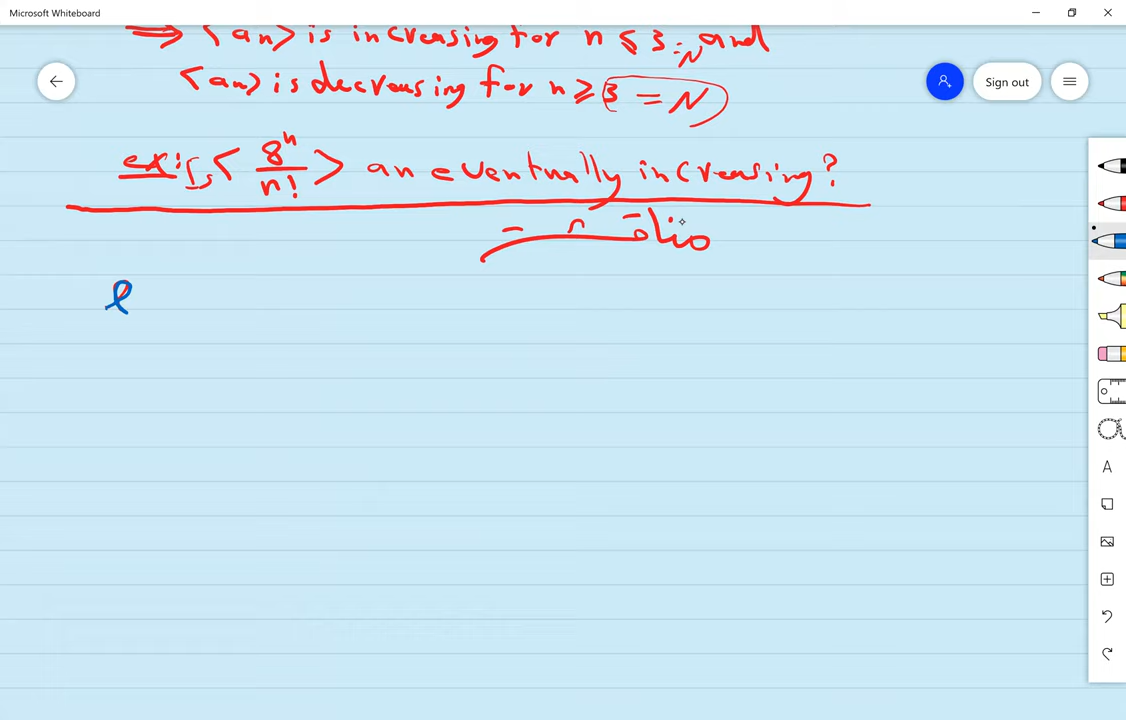 Microsoft Whiteboard
⇒ <an> is increasing for n ≤ 3 = N and
<an> is decreasing for n ≥ 3 = N
Sign out
ex: Is < 8^n / n! > an eventually increasing?
A